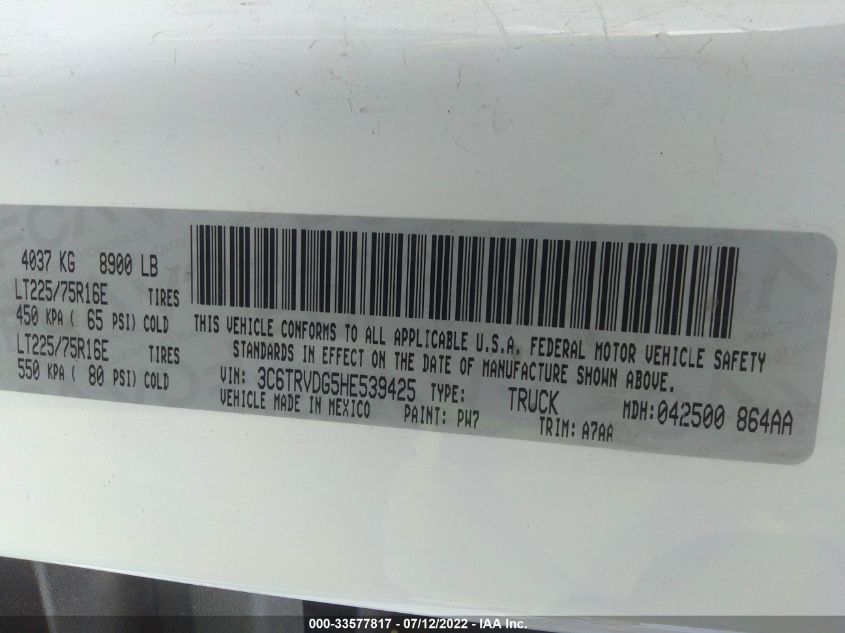 4037 KG 8900 LB
LT225/75R16E TIRES
450 KPA ( 65 PSI) COLD
LT225/75R16E TIRES
550 KPA ( 80 PSI) COLD
THIS VEHICLE CONFORMS TO ALL APPLICABLE U.S.A. FEDERAL MOTOR VEHICLE SAFETY
STANDARDS IN EFFECT ON THE DATE OF MANUFACTURE SHOWN ABOVE.
VIN: 3C6TRVDG5HE539425 TYPE: TRUCK MDH:042500 864AA
VEHICLE MADE IN MEXICO PAINT: PW7 TRIM: A7AA
000-33577817 - 07/12/2022 - IAA Inc.